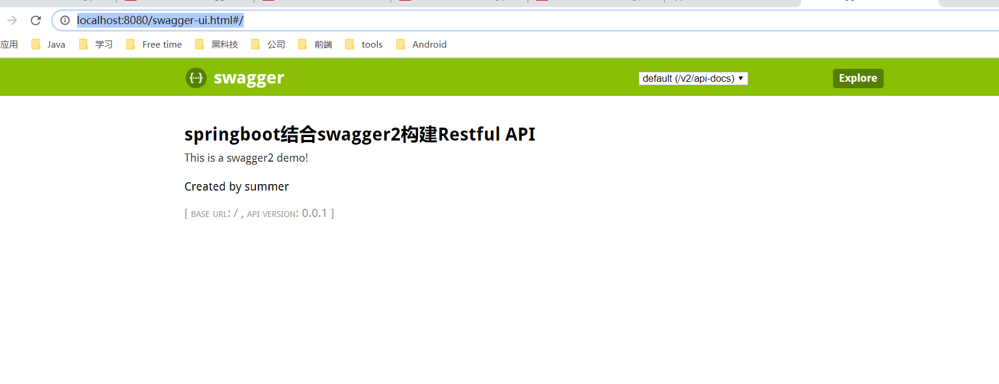 localhost:8080/swagger-ui.html#/
应用 Java 学习 Free time 黑科技 公司 前端 tools Android
{···} swagger default (/v2/api-docs) Explore
springboot结合swagger2构建Restful API
This is a swagger2 demo!
Created by summer
[ BASE URL: / , API VERSION: 0.0.1 ]